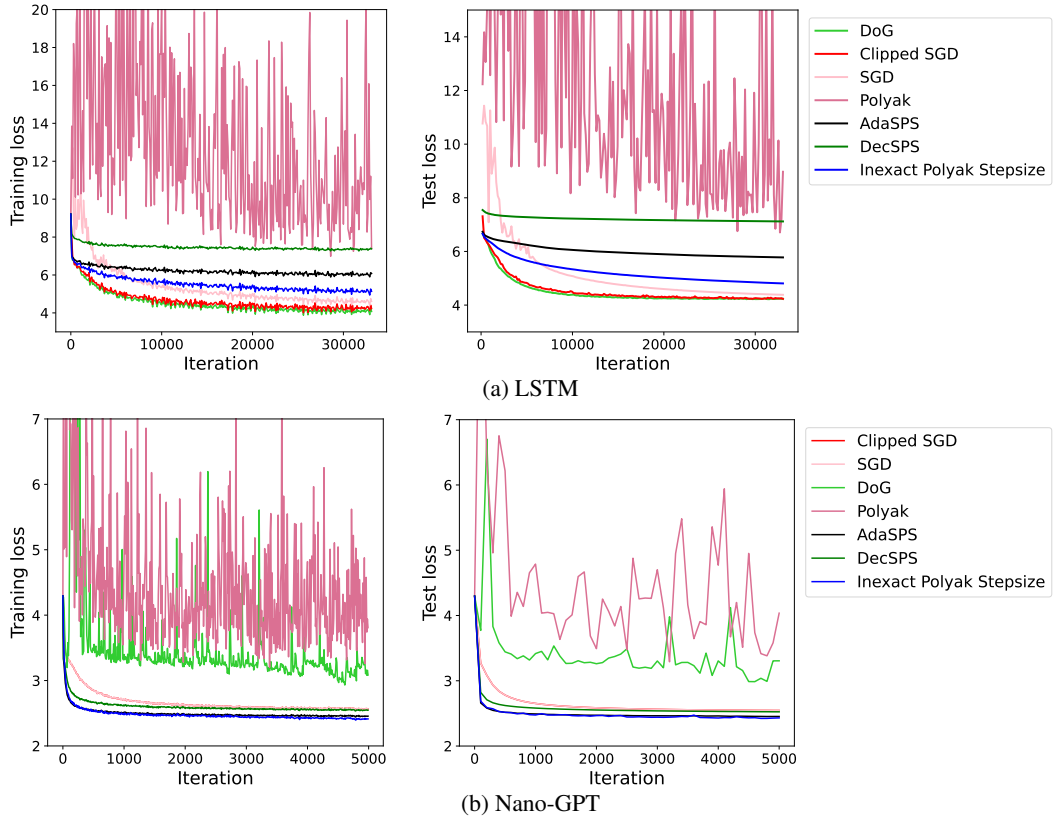 20
18
16
14
12
10
8
6
4
Training loss
0
10000
20000
30000
Iteration
14
12
10
8
6
4
Test loss
0
10000
20000
30000
Iteration
DoG
Clipped SGD
SGD
Polyak
AdaSPS
DecSPS
Inexact Polyak Stepsize
(a) LSTM
7
6
5
4
3
2
Training loss
0
1000
2000
3000
4000
5000
Iteration
7
6
5
4
3
2
Test loss
0
1000
2000
3000
4000
5000
Iteration
Clipped SGD
SGD
DoG
Polyak
AdaSPS
DecSPS
Inexact Polyak Stepsize
(b) Nano-GPT